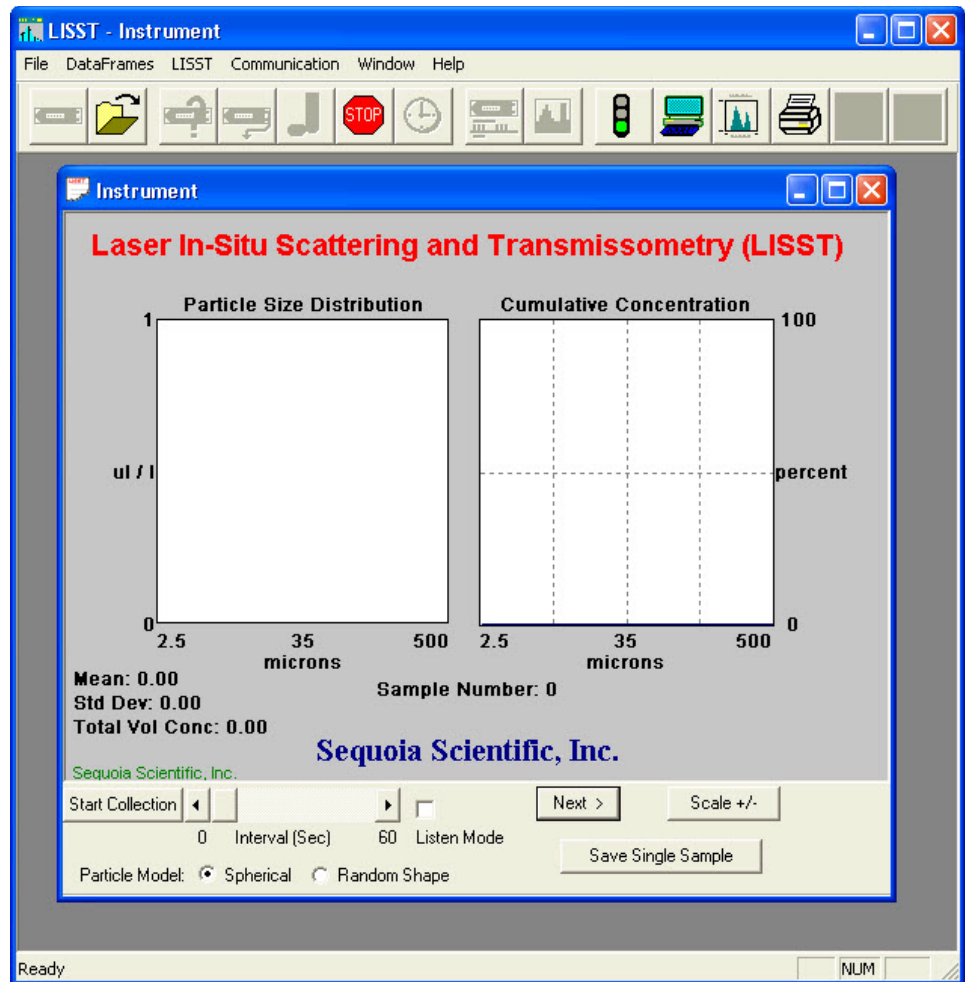 LISST - Instrument
File DataFrames LISST Communication Window Help
STOP
Instrument
Laser In-Situ Scattering and Transmissometry (LISST)
Particle Size Distribution Cumulative Concentration
1 100
ul / l percent
0 0
2.5 35 500 2.5 35 500
microns microns
Mean: 0.00
Sample Number: 0
Std Dev: 0.00
Total Vol Conc: 0.00
Sequoia Scientific, Inc.
Sequoia Scientific, Inc.
Start Collection Next > Scale +/-
0 Interval (Sec) 60 Listen Mode
Save Single Sample
Particle Model: Spherical Random Shape
Ready NUM